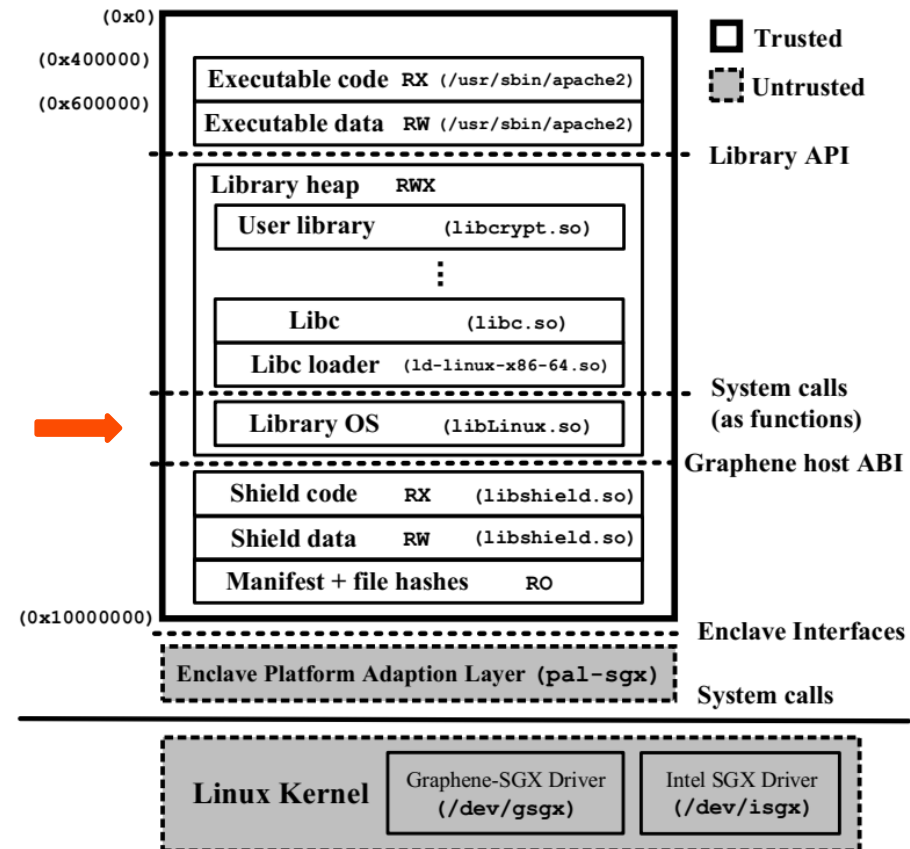 (0x0)
Trusted
(0x400000)
Executable code RX (/usr/sbin/apache2)
Untrusted
(0x600000)
Executable data RW (/usr/sbin/apache2)
Library API
Library heap RWX
User library (libcrypt.so)
⋮
Libc (libc.so)
Libc loader (ld-linux-x86-64.so)
System calls
(as functions)
Library OS (libLinux.so)
Graphene host ABI
Shield code RX (libshield.so)
Shield data RW (libshield.so)
Manifest + file hashes RO
(0x10000000)
Enclave Interfaces
Enclave Platform Adaption Layer (pal-sgx)
System calls
Linux Kernel
Graphene-SGX Driver
(/dev/gsgx)
Intel SGX Driver
(/dev/isgx)